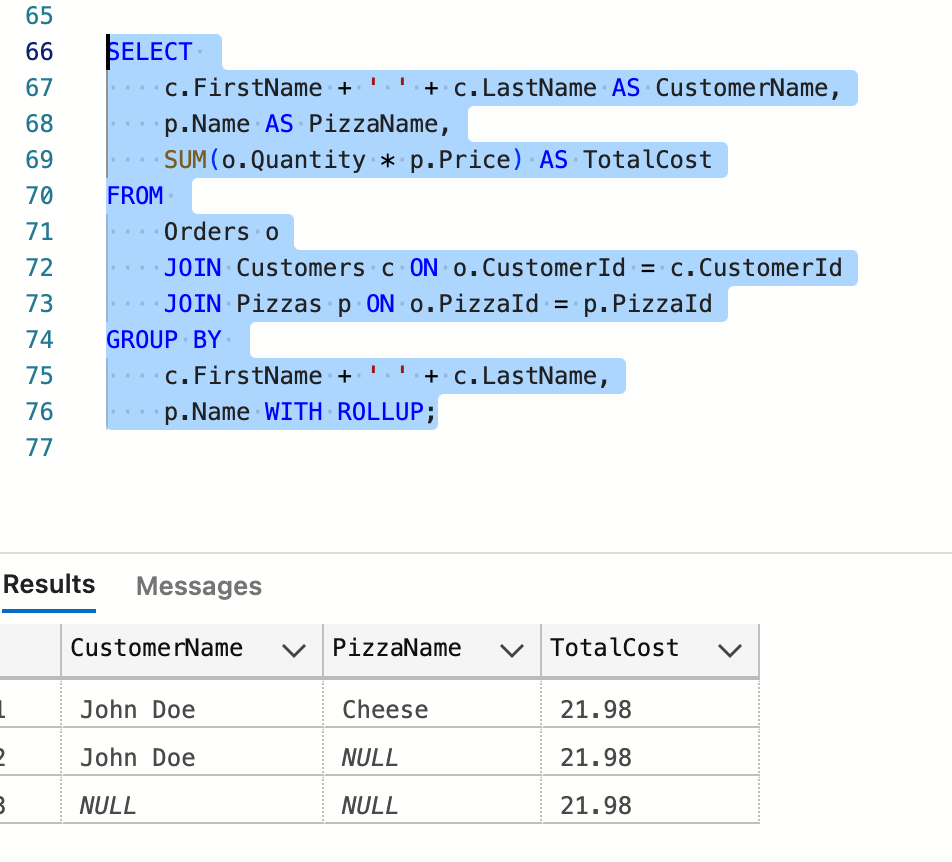 65
66 SELECT
67 c.FirstName + ' ' + c.LastName AS CustomerName,
68 p.Name AS PizzaName,
69 SUM(o.Quantity * p.Price) AS TotalCost
70 FROM
71 Orders o
72 JOIN Customers c ON o.CustomerId = c.CustomerId
73 JOIN Pizzas p ON o.PizzaId = p.PizzaId
74 GROUP BY
75 c.FirstName + ' ' + c.LastName,
76 p.Name WITH ROLLUP;
77
Results Messages
CustomerName PizzaName TotalCost
1 John Doe Cheese 21.98
2 John Doe NULL 21.98
3 NULL NULL 21.98